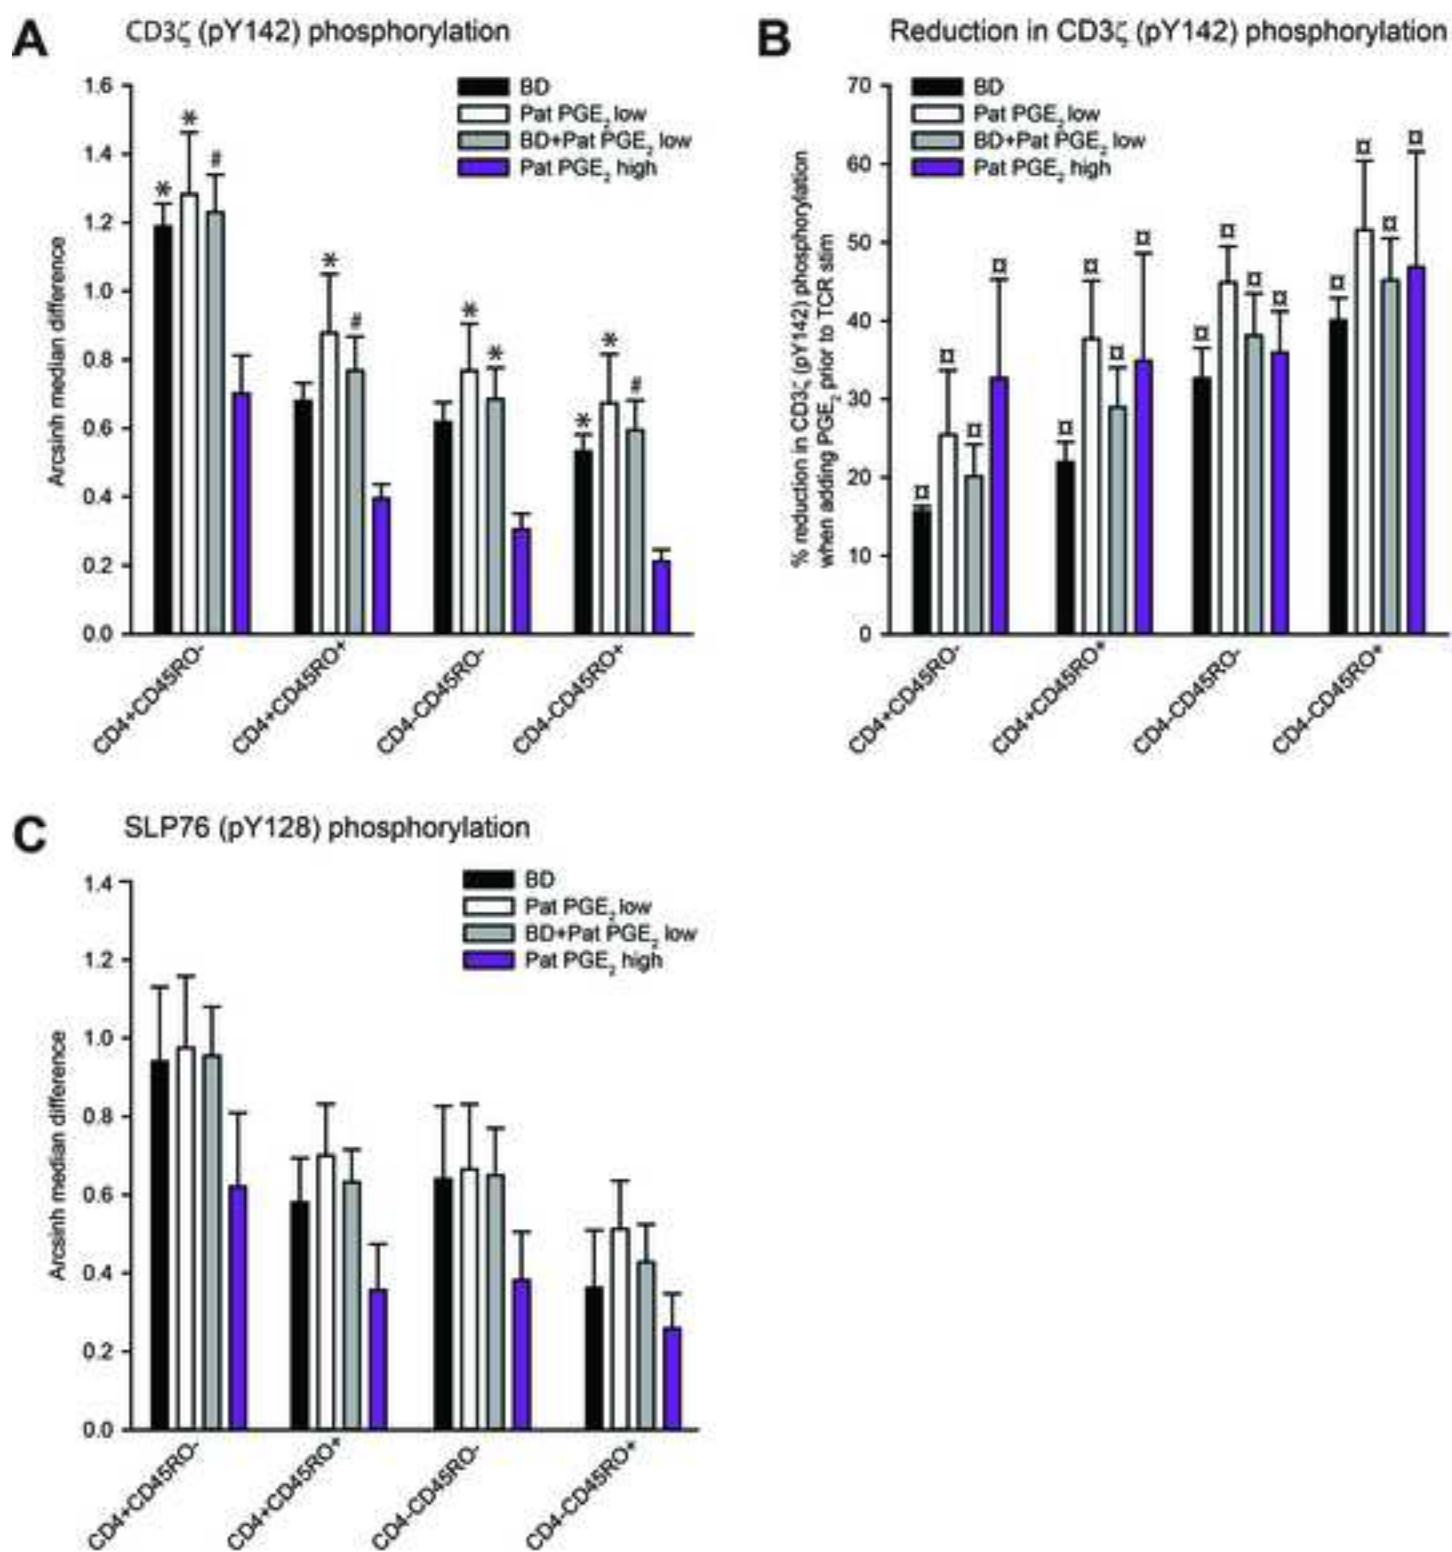 A
CD3ζ (pY142) phosphorylation
BD
Pat PGE₂ low
BD+Pat PGE₂ low
Pat PGE₂ high
Arcsinh median difference
1.6
1.4
1.2
1.0
0.8
0.6
0.4
0.2
0.0
* * #
* #
* *
* * #
CD4+CD45RO-
CD4+CD45RO+
CD4-CD45RO-
CD4-CD45RO+
B
Reduction in CD3ζ (pY142) phosphorylation
BD
Pat PGE₂ low
BD+Pat PGE₂ low
Pat PGE₂ high
% reduction in CD3ζ (pY142) phosphorylation
when adding PGE₂ prior to TCR stim
70
60
50
40
30
20
10
0
¤ ¤ ¤ ¤
¤ ¤ ¤ ¤
¤ ¤ ¤ ¤
¤ ¤ ¤ ¤
CD4+CD45RO-
CD4+CD45RO+
CD4-CD45RO-
CD4-CD45RO+
C
SLP76 (pY128) phosphorylation
BD
Pat PGE₂ low
BD+Pat PGE₂ low
Pat PGE₂ high
Arcsinh median difference
1.4
1.2
1.0
0.8
0.6
0.4
0.2
0.0
CD4+CD45RO-
CD4+CD45RO+
CD4-CD45RO-
CD4-CD45RO+